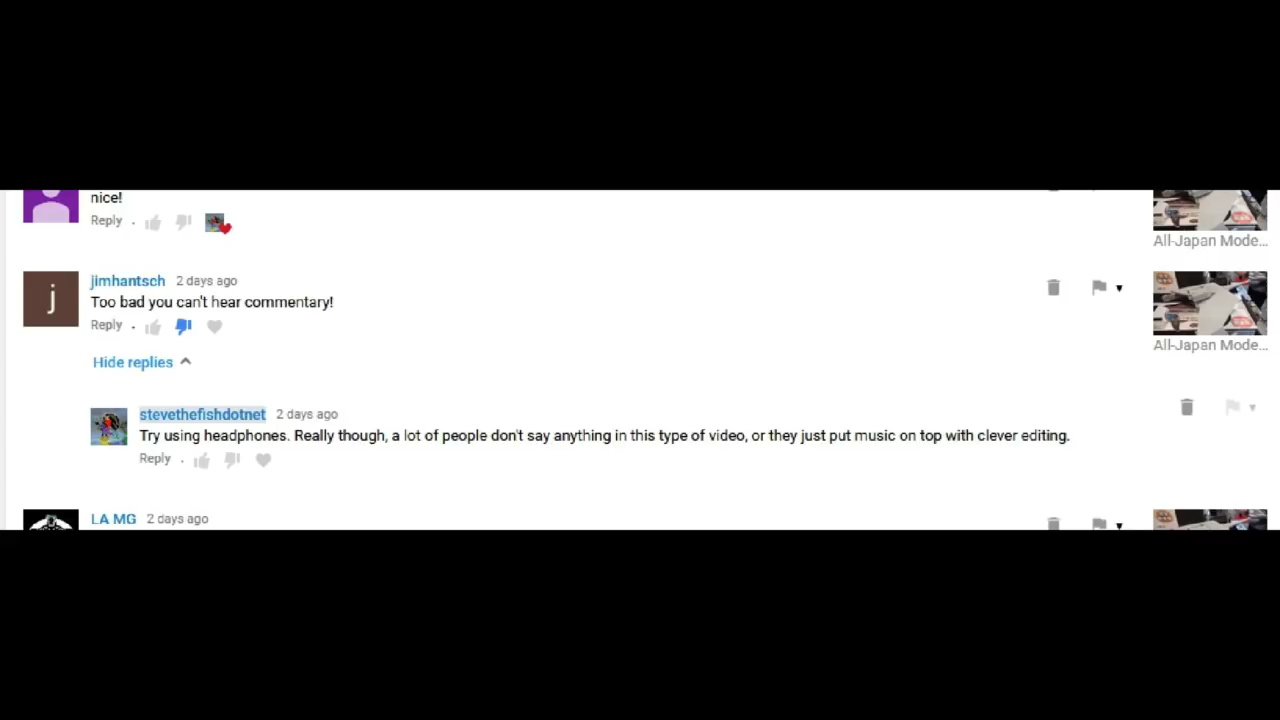 nice!
Reply .
All-Japan Mode...
j
jimhantsch 2 days ago
Too bad you can't hear commentary!
Reply .
All-Japan Mode...
Hide replies
stevethefishdotnet 2 days ago
Try using headphones. Really though, a lot of people don't say anything in this type of video, or they just put music on top with clever editing.
Reply .
LA MG 2 days ago